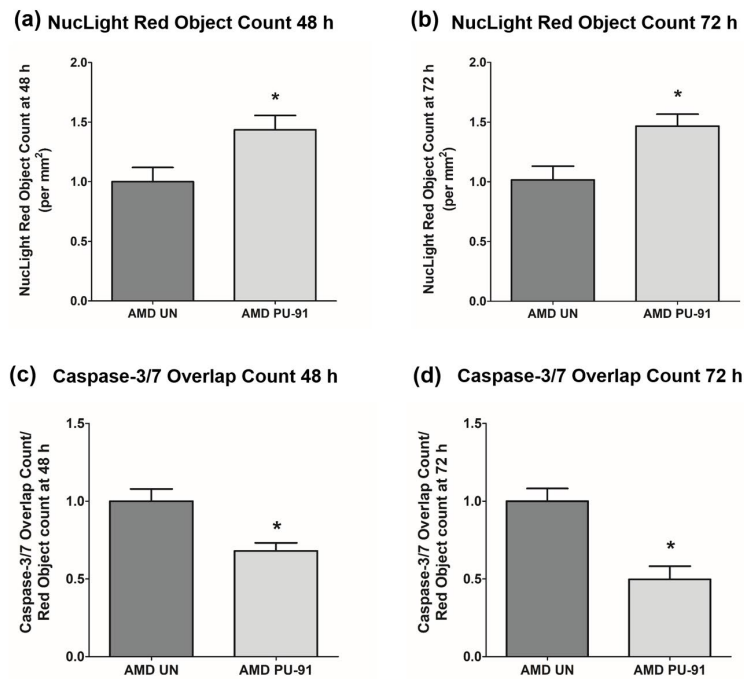 (a) NucLight Red Object Count 48 h
NucLight Red Object Count at 48 h
(per mm²)
2.0
1.5
1.0
0.5
0.0
*
AMD UN
AMD PU-91
(b) NucLight Red Object Count 72 h
NucLight Red Object Count at 72 h
(per mm²)
2.0
1.5
1.0
0.5
0.0
*
AMD UN
AMD PU-91
(c) Caspase-3/7 Overlap Count 48 h
Caspase-3/7 Overlap Count/
Red Object count at 48 h
1.5
1.0
0.5
0.0
*
AMD UN
AMD PU-91
(d) Caspase-3/7 Overlap Count 72 h
Caspase-3/7 Overlap Count/
Red Object count at 72 h
1.5
1.0
0.5
0.0
*
AMD UN
AMD PU-91